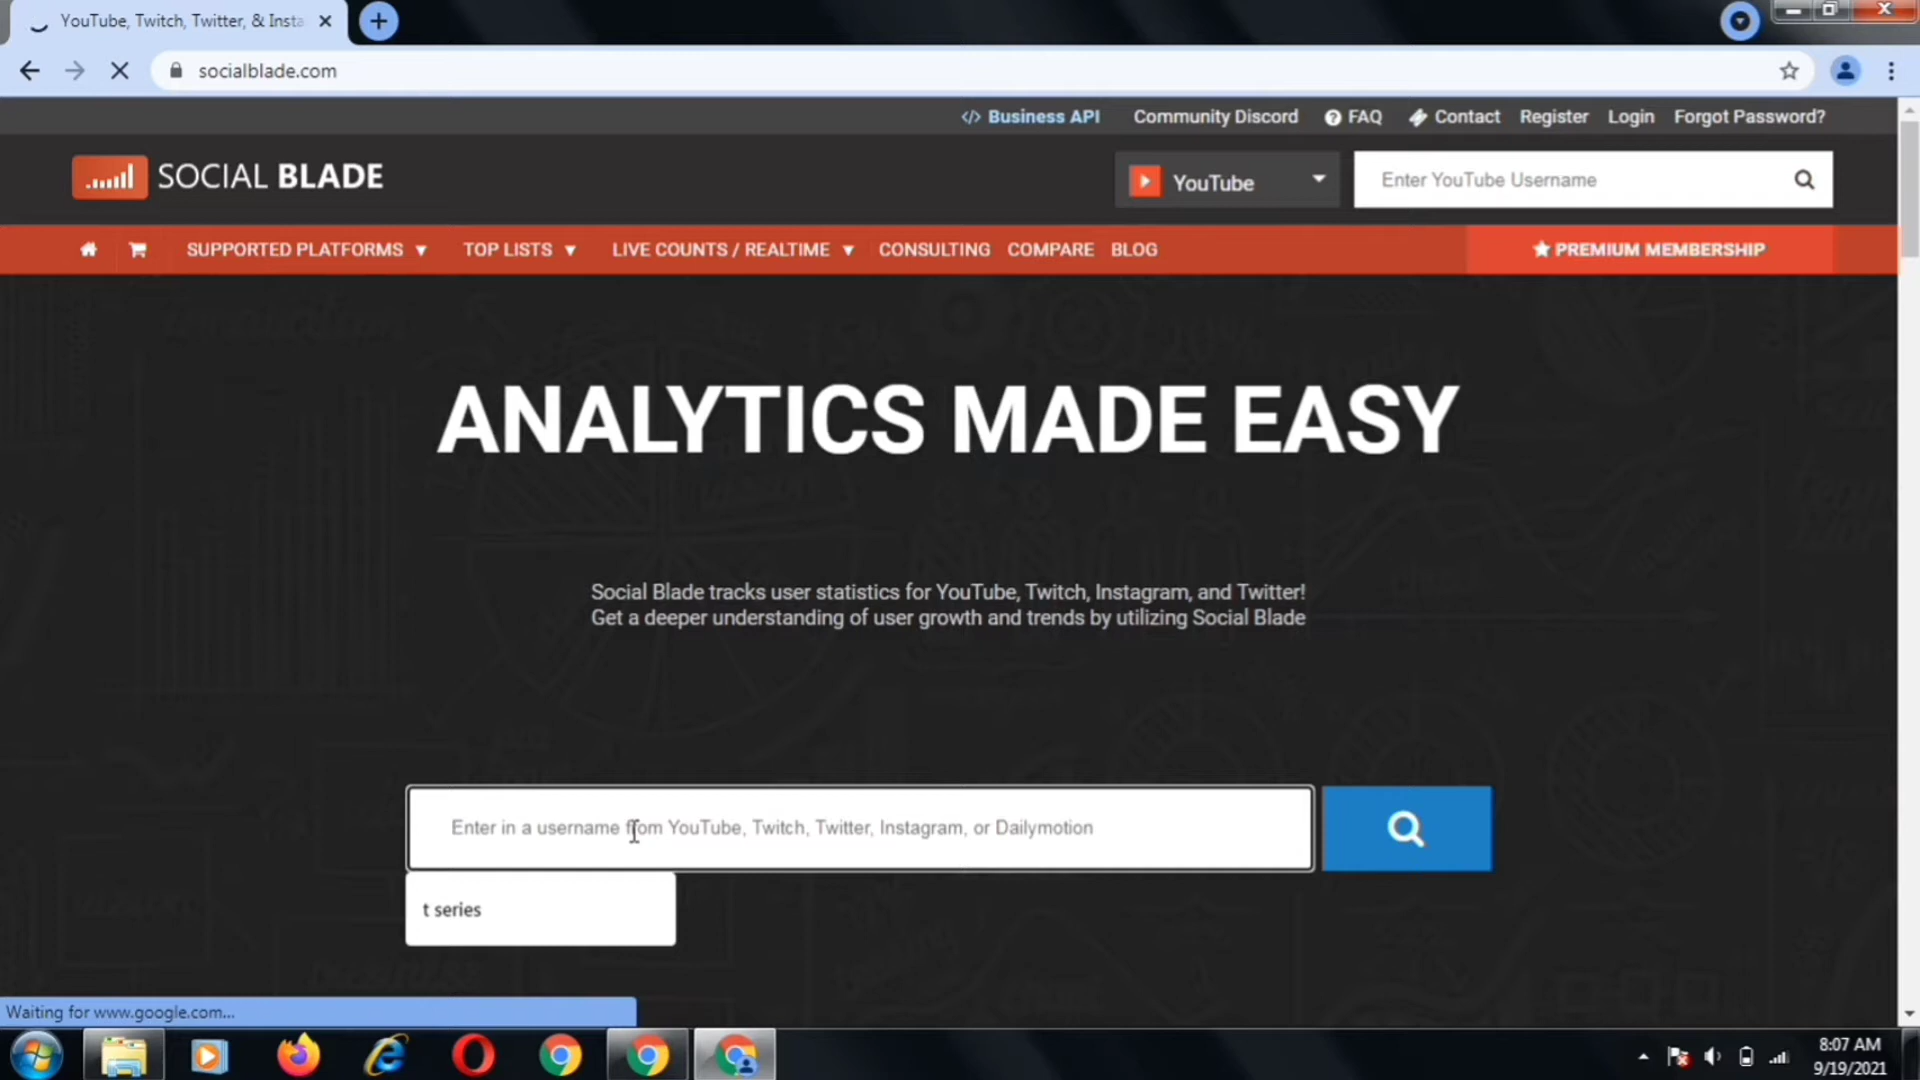 YouTube, Twitch, Twitter, & Insta
socialblade.com
Business API Community Discord FAQ Contact Register Login Forgot Password?
SOCIAL BLADE
YouTube
Enter YouTube Username
SUPPORTED PLATFORMS TOP LISTS LIVE COUNTS / REALTIME CONSULTING COMPARE BLOG PREMIUM MEMBERSHIP
ANALYTICS MADE EASY
Social Blade tracks user statistics for YouTube, Twitch, Instagram, and Twitter!
Get a deeper understanding of user growth and trends by utilizing Social Blade
Enter in a username from YouTube, Twitch, Twitter, Instagram, or Dailymotion
t series
Waiting for www.google.com...
8:07 AM
9/19/2021